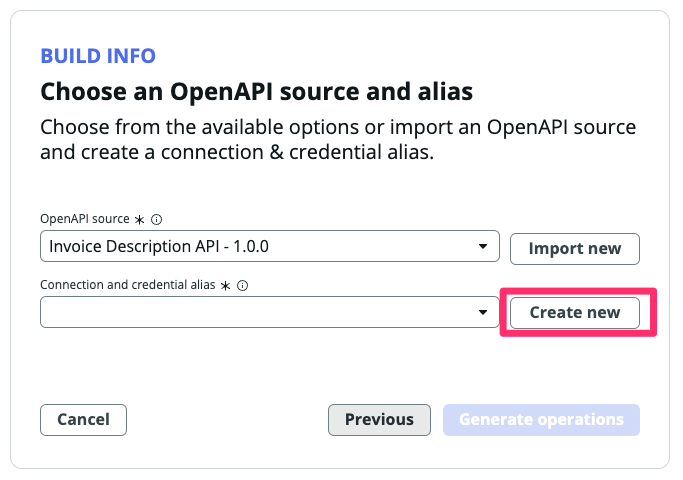 BUILD INFO
Choose an OpenAPI source and alias
Choose from the available options or import an OpenAPI source
and create a connection & credential alias.
OpenAPI source *
Invoice Description API - 1.0.0
Import new
Connection and credential alias *
Create new
Cancel
Previous
Generate operations